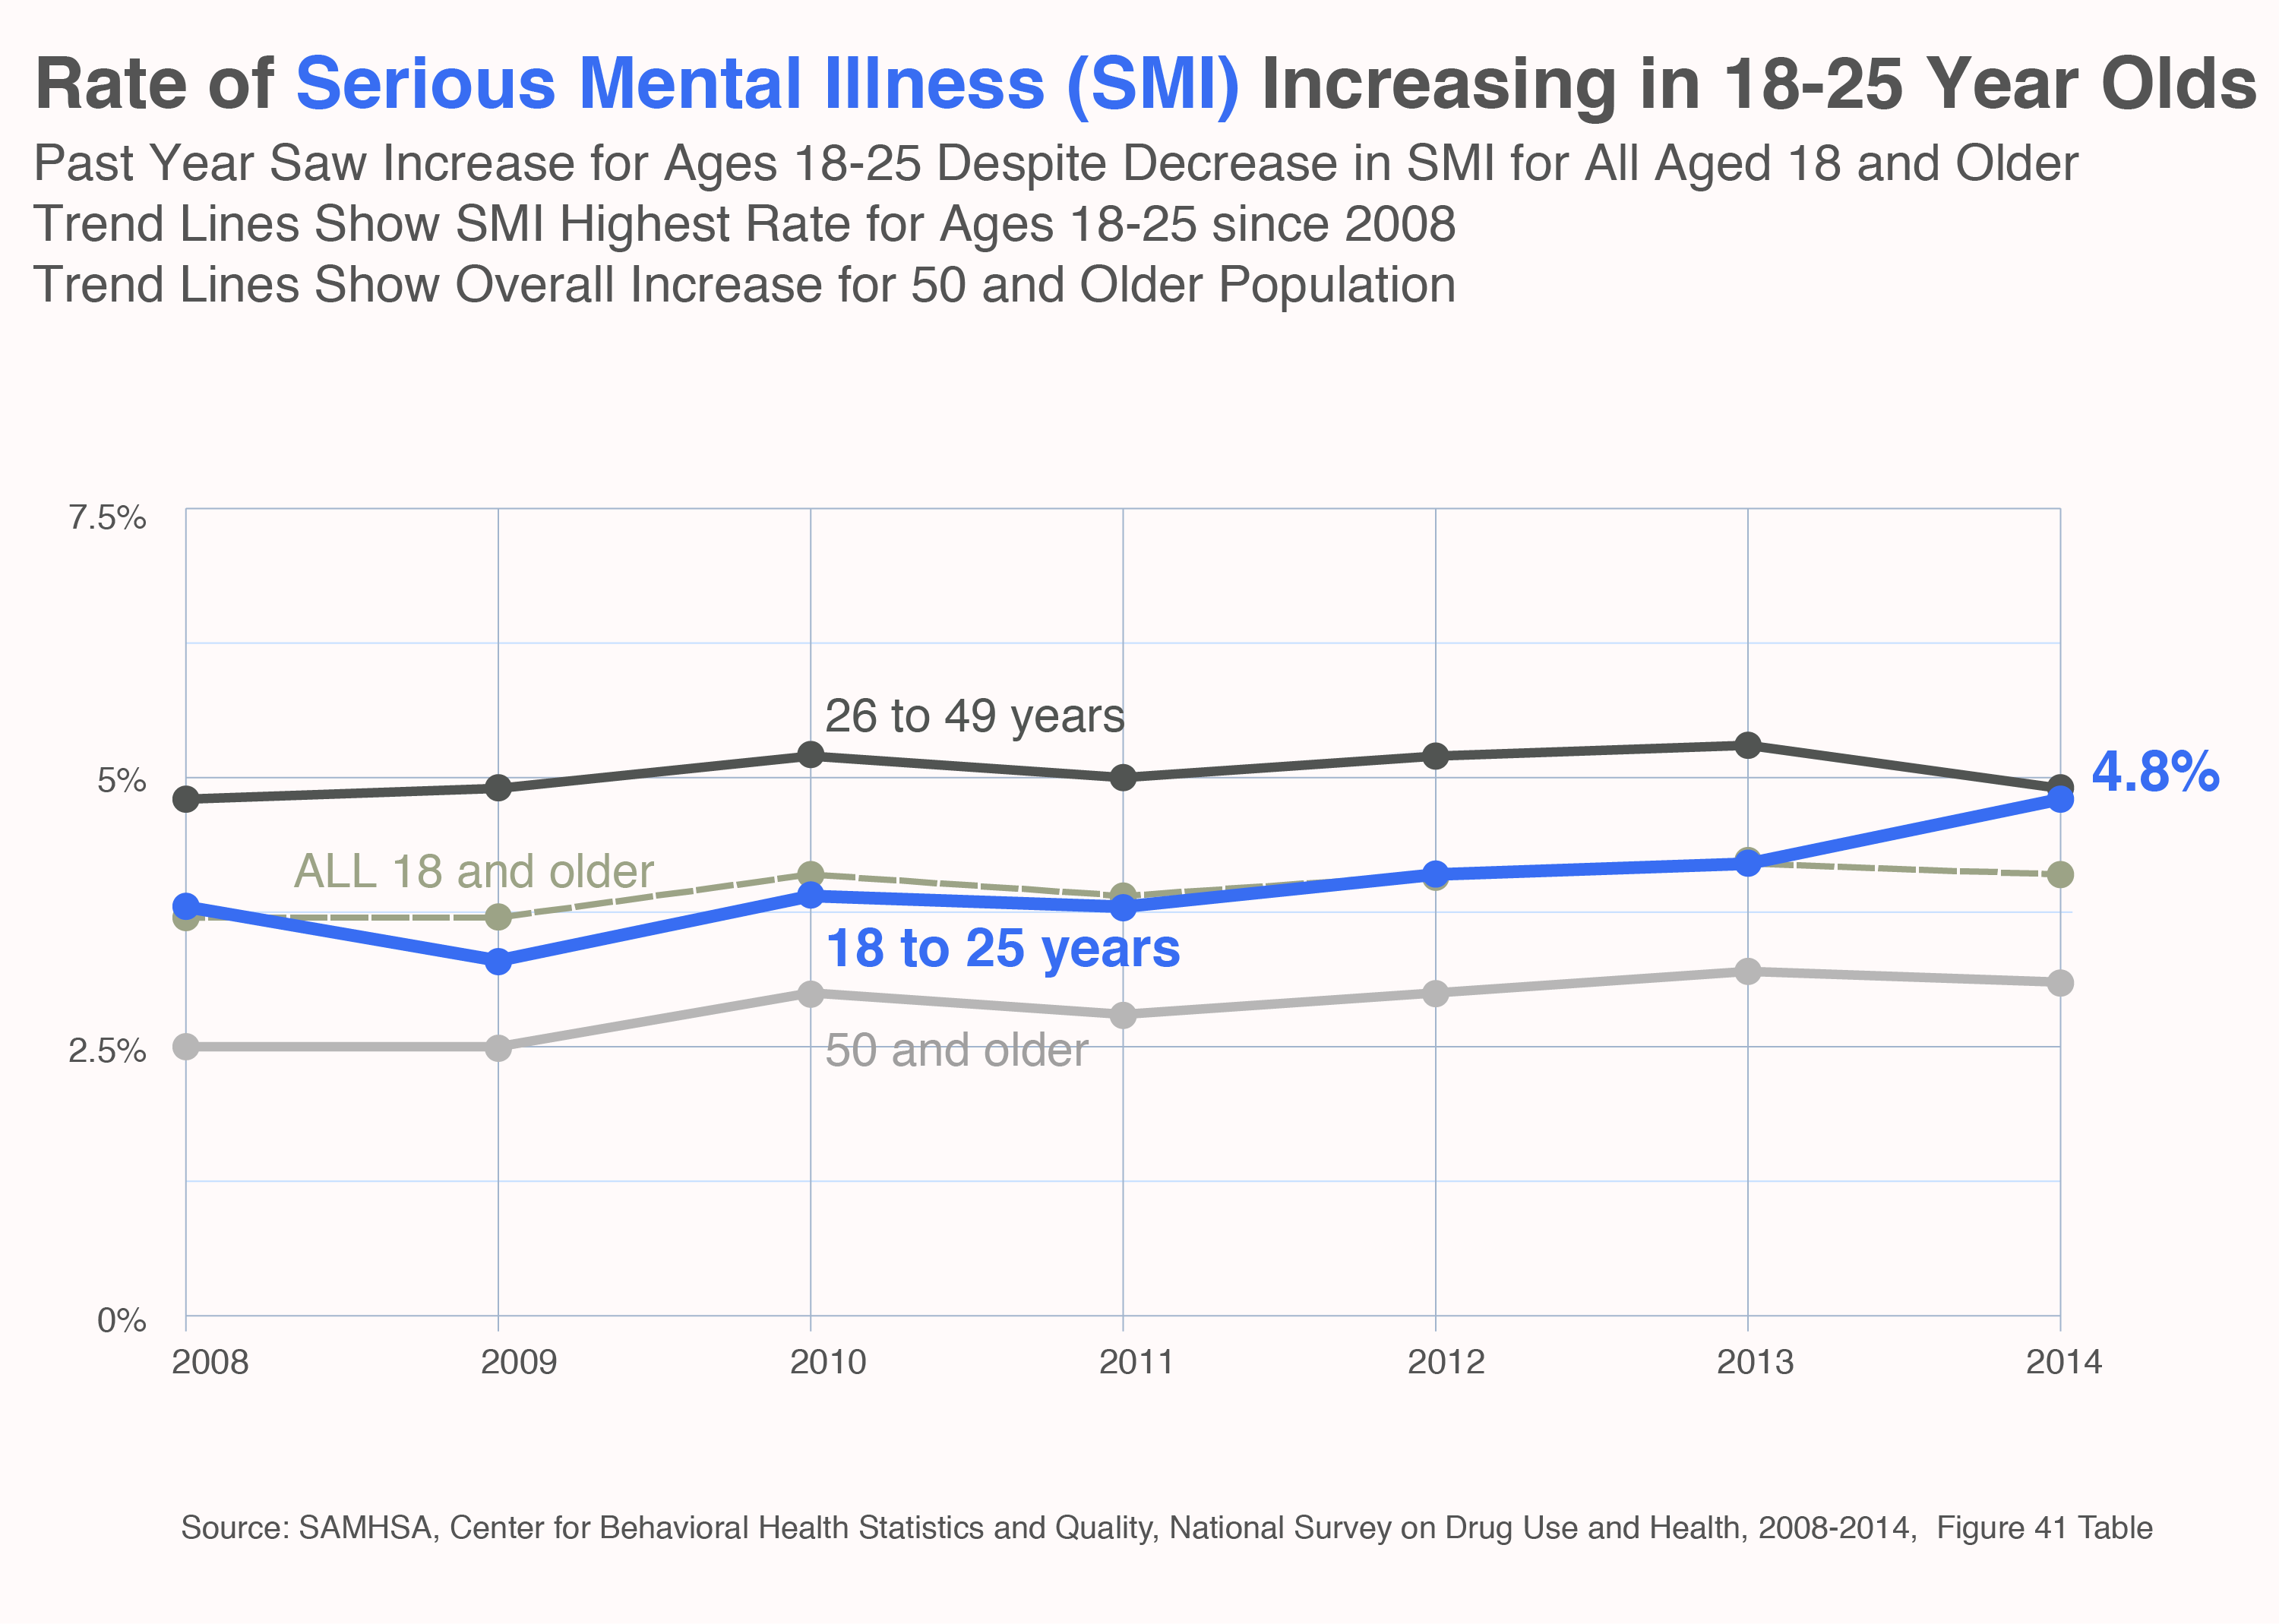 Rate of Serious Mental Illness (SMI) Increasing in 18-25 Year Olds
Past Year Saw Increase for Ages 18-25 Despite Decrease in SMI for All Aged 18 and Older
Trend Lines Show SMI Highest Rate for Ages 18-25 since 2008
Trend Lines Show Overall Increase for 50 and Older Population
7.5%
26 to 49 years
5%
4.8%
ALL 18 and older
18 to 25 years
2.5%
50 and older
0%
2008
2009
2010
2011
2012
2013
2014
Source: SAMHSA, Center for Behavioral Health Statistics and Quality, National Survey on Drug Use and Health, 2008-2014,  Figure 41 Table